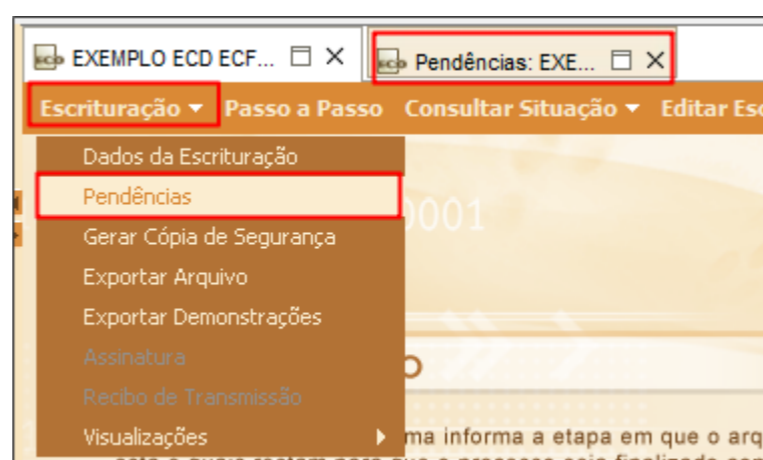 EXEMPLO ECD ECF... Pendências: EXE...
Escrituração Passo a Passo Consultar Situação Editar Esc
Dados da Escrituração
Pendências
0001
Gerar Cópia de Segurança
Exportar Arquivo
Exportar Demonstrações
Assinatura
o
Recibo de Transmissão
Visualizações
ma informa a etapa em que o arq